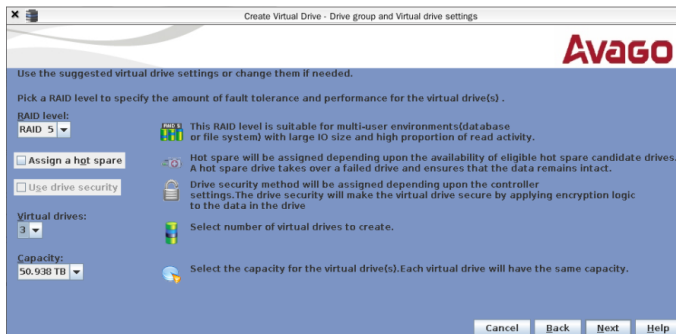 Create Virtual Drive - Drive group and Virtual drive settings
Avago
Use the suggested virtual drive settings or change them if needed.
Pick a RAID level to specify the amount of fault tolerance and performance for the virtual drive(s) .
RAID level:
RAID 5
RAID 5
This RAID level is suitable for multi-user environments(database
or file system) with large IO size and high proportion of read activity.
Assign a hot spare
Hot spare will be assigned depending upon the availability of eligible hot spare candidate drives.
A hot spare drive takes over a failed drive and ensures that the data remains intact.
Use drive security
Drive security method will be assigned depending upon the controller
settings.The drive security will make the virtual drive secure by applying encryption logic
to the data in the drive
Virtual drives:
3
Select number of virtual drives to create.
Capacity:
50.938 TB
Select the capacity for the virtual drive(s).Each virtual drive will have the same capacity.
Cancel
Back
Next
Help